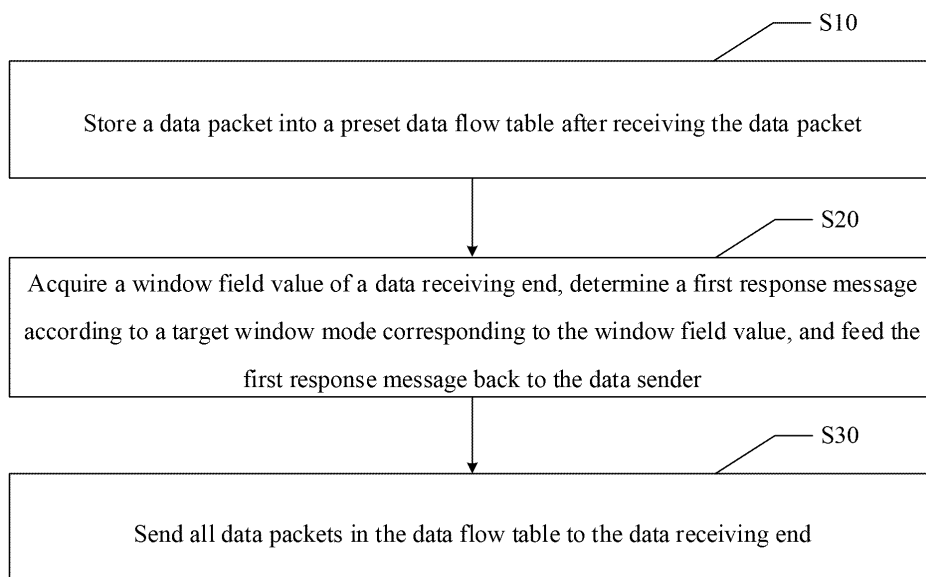 S10
Store a data packet into a preset data flow table after receiving the data packet
S20
Acquire a window field value of a data receiving end, determine a first response message
according to a target window mode corresponding to the window field value, and feed the
first response message back to the data sender
S30
Send all data packets in the data flow table to the data receiving end